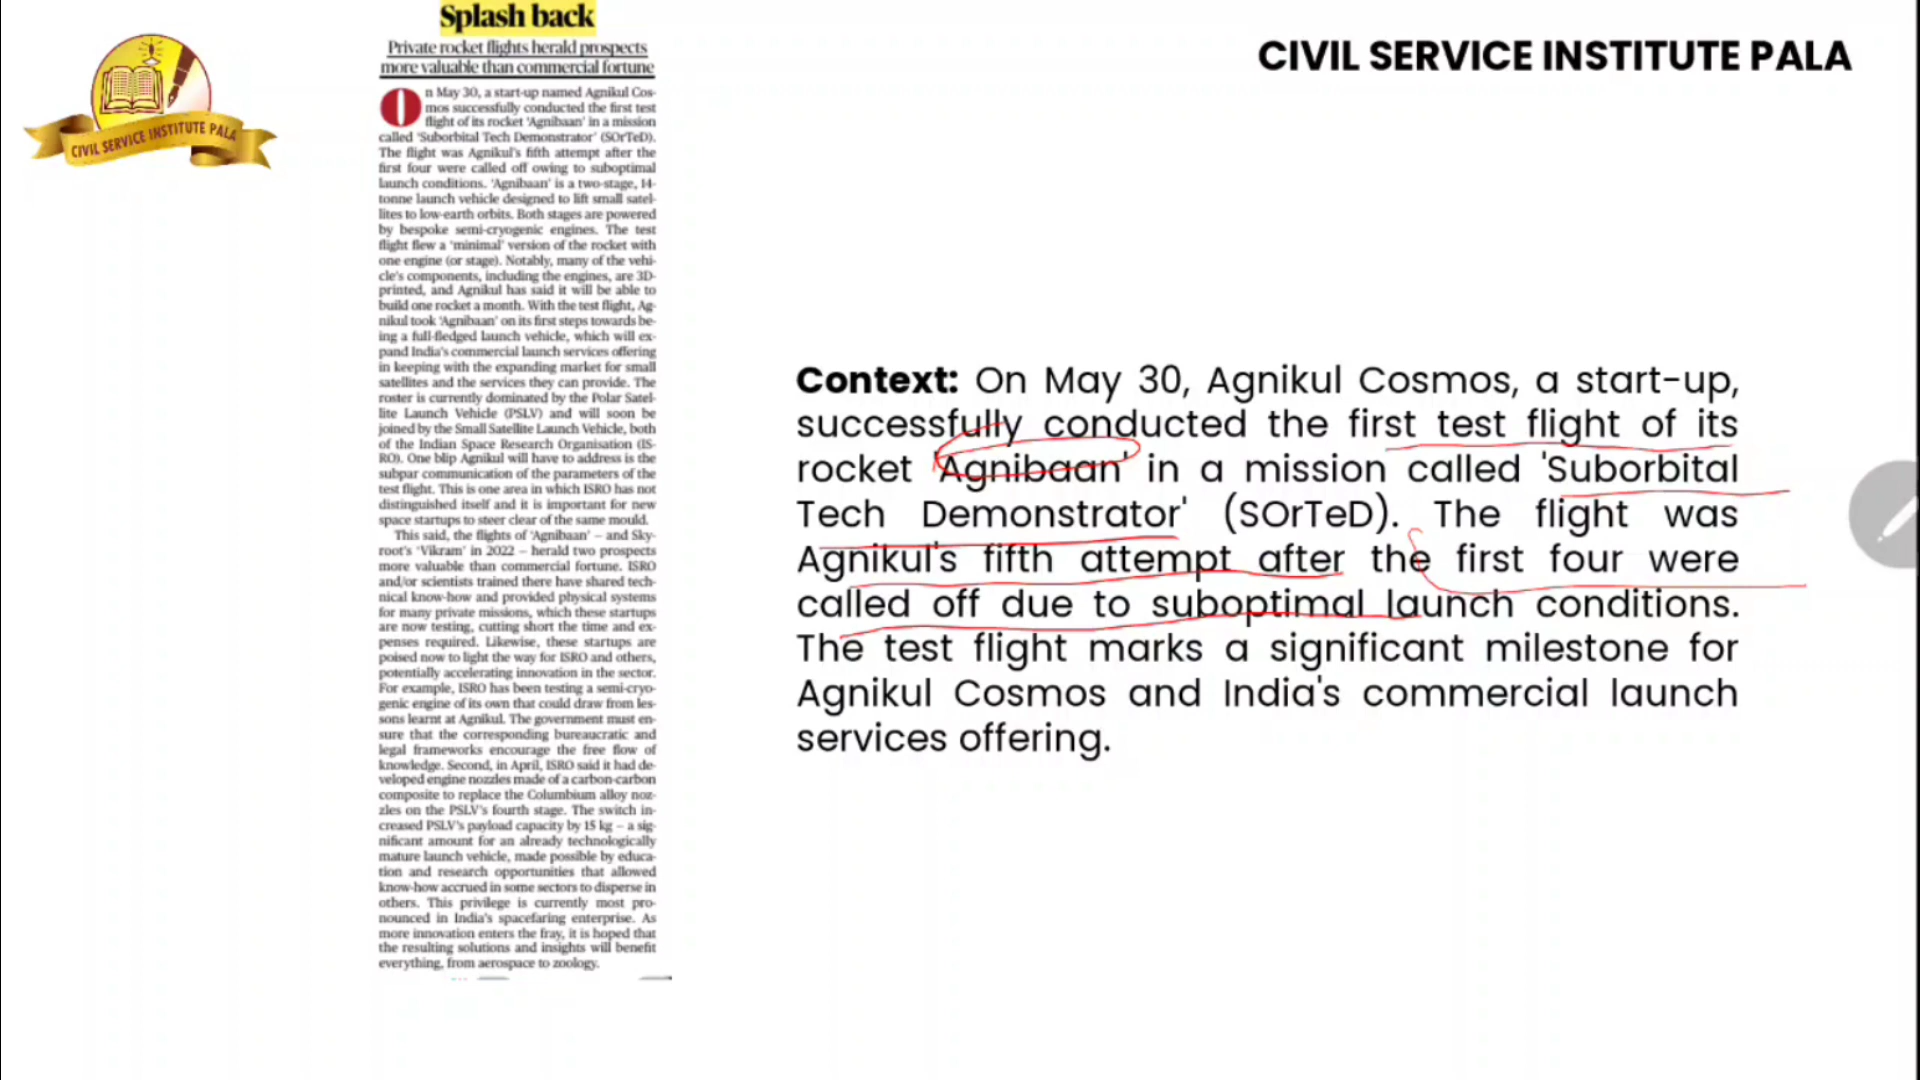 CIVIL SERVICE INSTITUTE PALA
CIVIL SERVICE INSTITUTE PALA
Splash back
Private rocket flights herald prospects
more valuable than commercial fortune
On May 30, a start-up named Agnikul Cos-
mos successfully conducted the first test
flight of its rocket 'Agnibaan' in a mission
called 'Suborbital Tech Demonstrator' (SOrTeD).
The flight was Agnikul's fifth attempt after the
first four were called off owing to suboptimal
launch conditions. 'Agnibaan' is a two-stage, 14-
tonne launch vehicle designed to lift small satel-
lites to low-earth orbits. Both stages are powered
by bespoke semi-cryogenic engines. The test
flight flew a 'minimal' version of the rocket with
one engine (or stage). Notably, many of the vehi-
cle's components, including the engines, are 3D-
printed, and Agnikul has said it will be able to
build one rocket a month. With the test flight, Ag-
nikul took 'Agnibaan' on its first steps towards be-
ing a full-fledged launch vehicle, which will ex-
pand India's commercial launch services offering
in keeping with the expanding market for small
satellites and the services they can provide. The
roster is currently dominated by the Polar Satel-
lite Launch Vehicle (PSLV) and will soon be
joined by the Small Satellite Launch Vehicle, both
of the Indian Space Research Organisation (IS-
RO). One blip Agnikul will have to address is the
subpar communication of the parameters of the
test flight. This is one area in which ISRO has not
distinguished itself and it is important for new
space startups to steer clear of the same mould.
This said, the flights of 'Agnibaan' – and Sky-
root's 'Vikram' in 2022 – herald two prospects
more valuable than commercial fortune. ISRO
and/or scientists trained there have shared tech-
nical know-how and provided physical systems
for many private missions, which these startups
are now testing, cutting short the time and ex-
penses required. Likewise, these startups are
poised now to light the way for ISRO and others,
potentially accelerating innovation in the sector.
For example, ISRO has been testing a semi-cryo-
genic engine of its own that could draw from les-
sons learnt at Agnikul. The government must en-
sure that the corresponding bureaucratic and
legal frameworks encourage the free flow of
knowledge. Second, in April, ISRO said it had de-
veloped engine nozzles made of a carbon-carbon
composite to replace the Columbium alloy noz-
zles on the PSLV's fourth stage. The switch in-
creased PSLV's payload capacity by 15 kg – a sig-
nificant amount for an already technologically
mature launch vehicle, made possible by educa-
tion and research opportunities that allowed
know-how accrued in some sectors to disperse in
others. This privilege is currently most pro-
nounced in India's spacefaring enterprise. As
more innovation enters the fray, it is hoped that
the resulting solutions and insights will benefit
everything, from aerospace to zoology.
Context: On May 30, Agnikul Cosmos, a start-up,
successfully conducted the first test flight of its
rocket 'Agnibaan' in a mission called 'Suborbital
Tech Demonstrator' (SOrTeD). The flight was
Agnikul's fifth attempt after the first four were
called off due to suboptimal launch conditions.
The test flight marks a significant milestone for
Agnikul Cosmos and India's commercial launch
services offering.